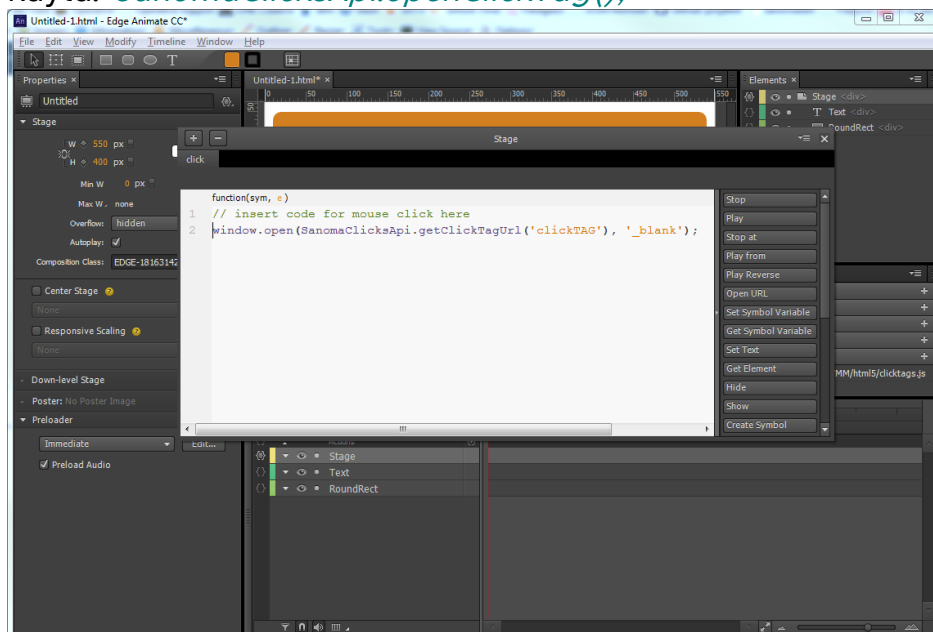 Untitled-1.html - Edge Animate CC*
File Edit View Modify Timeline Window Help
T
Properties ×
Untitled-1.html* ×
Elements ×
Untitled
0 50 100 150 200 250 300 350 400 450 500 550
Stage <div>
T Text <div>
RoundRect <div>
Stage
W 550 px
H 400 px
Min W 0 px
Max W. none
Overflow: hidden
Autoplay:
Composition Class: EDGE-18163142
Center Stage
None
Responsive Scaling
None
Down-level Stage
Poster: No Poster Image
Preloader
Immediate
Edit...
Preload Audio
Stage
click
function(sym, e)
1 // insert code for mouse click here
2 window.open(SanomaClicksApi.getClickTagUrl('clickTAG'), '_blank');
Stop
Play
Stop at
Play from
Play Reverse
Open URL
Set Symbol Variable
Get Symbol Variable
Set Text
Get Element
Hide
Show
Create Symbol
MM/html5/clicktags.js
Actions
Stage
Text
RoundRect